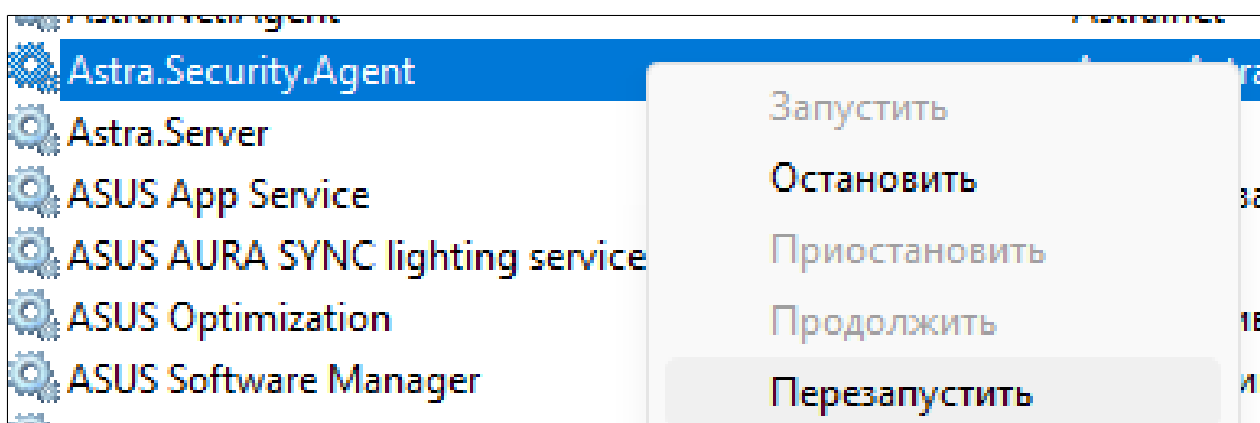 Astra.Security.Agent
Запустить
Astra.Server
Остановить
ASUS App Service
ASUS AURA SYNC lighting service
Приостановить
ASUS Optimization
Продолжить
ASUS Software Manager
Перезапустить